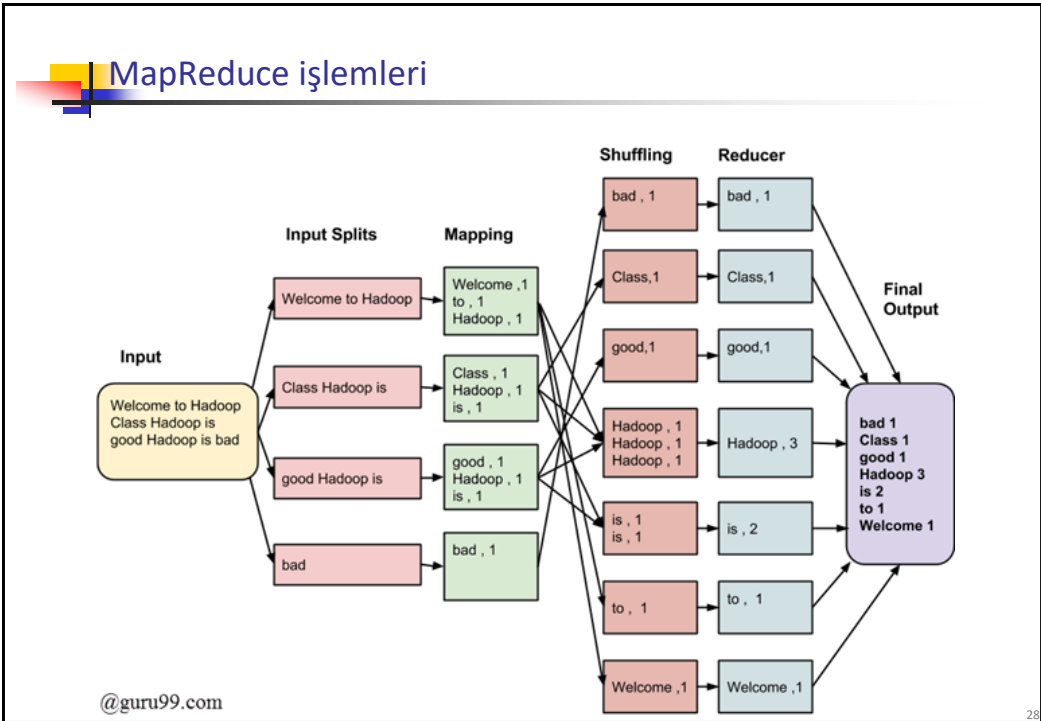 MapReduce işlemleri
Input
Welcome to Hadoop
Class Hadoop is
good Hadoop is bad
Input Splits
Welcome to Hadoop
Class Hadoop is
good Hadoop is
bad
Mapping
Welcome ,1
to , 1
Hadoop , 1
Class , 1
Hadoop , 1
is , 1
good , 1
Hadoop , 1
is , 1
bad , 1
Shuffling
bad , 1
Class,1
good,1
Hadoop , 1
Hadoop , 1
Hadoop , 1
is , 1
is , 1
to , 1
Welcome ,1
Reducer
bad , 1
Class,1
good,1
Hadoop , 3
is , 2
to , 1
Welcome ,1
Final
Output
bad 1
Class 1
good 1
Hadoop 3
is 2
to 1
Welcome 1
@guru99.com
28